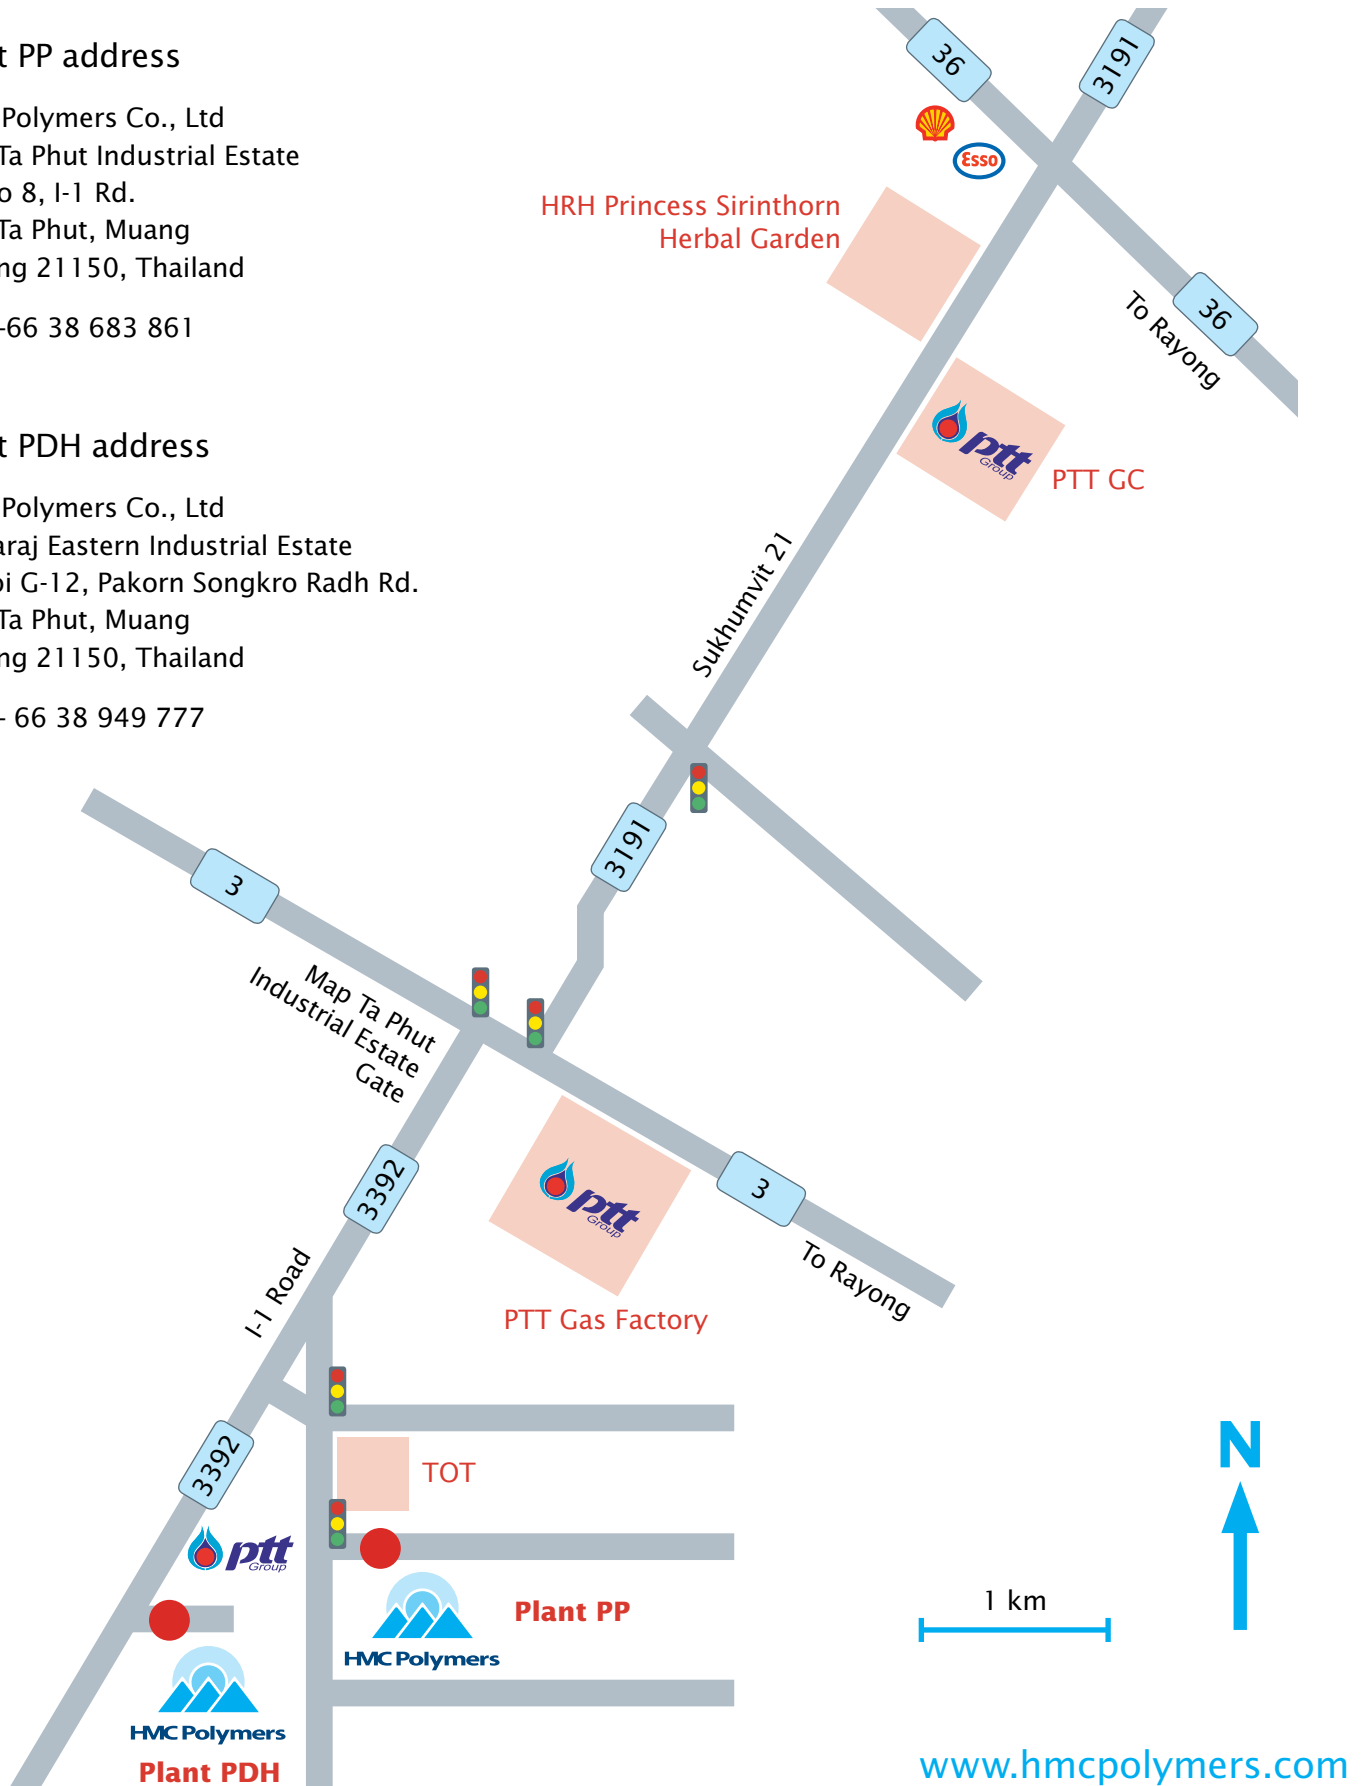 t PP address
Polymers Co., Ltd
Ta Phut Industrial Estate
o 8, I-1 Rd.
Ta Phut, Muang
ng 21150, Thailand
-66 38 683 861
t PDH address
Polymers Co., Ltd
araj Eastern Industrial Estate
oi G-12, Pakorn Songkro Radh Rd.
Ta Phut, Muang
ng 21150, Thailand
- 66 38 949 777
36
3191
Esso
HRH Princess Sirinthorn
Herbal Garden
36
To Rayong
ptt
Group
PTT GC
Sukhumvit 21
3191
3
Map Ta Phut
Industrial Estate
Gate
3392
ptt
Group
3
To Rayong
PTT Gas Factory
I-1 Road
3392
TOT
N
ptt
Group
Plant PP
HMC Polymers
1 km
HMC Polymers
Plant PDH
www.hmcpolymers.com